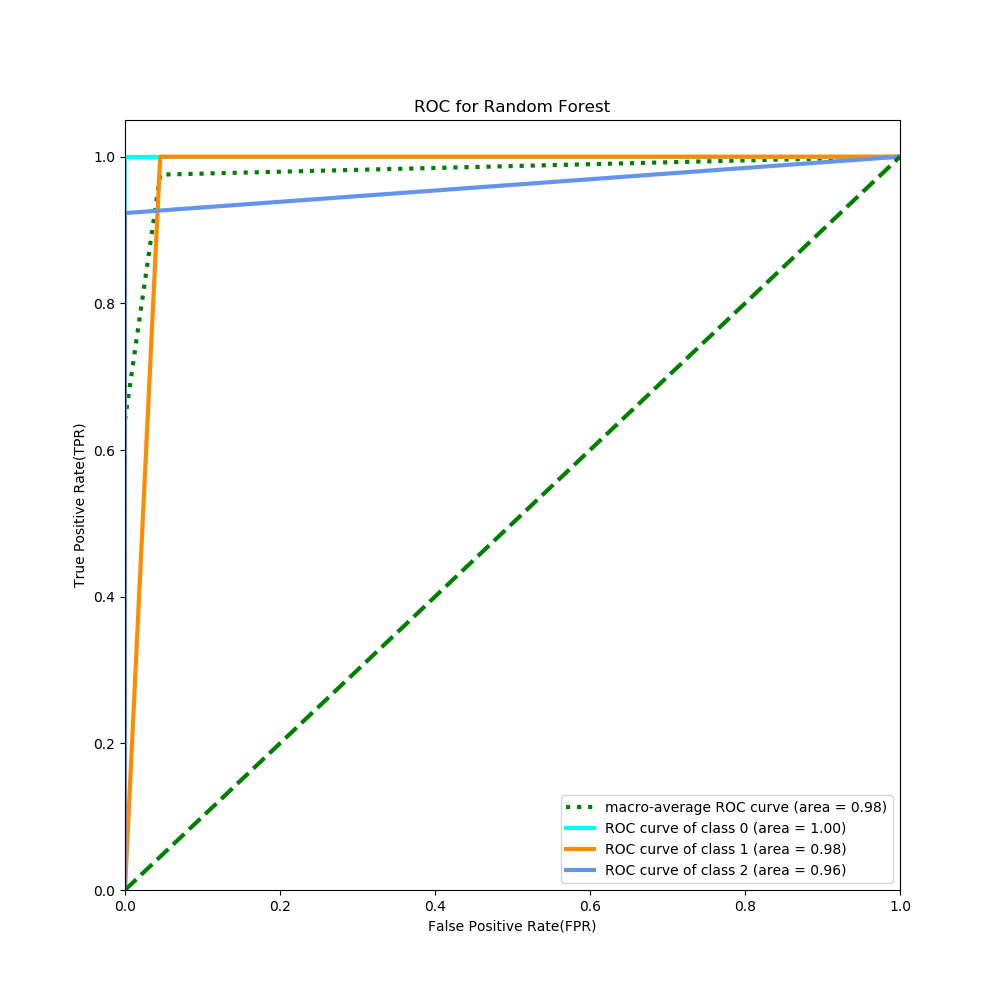 ROC for Random Forest
1.0
0.8
0.6
0.4
0.2
0.0
True Positive Rate(TPR)
macro-average ROC curve (area = 0.98)
ROC curve of class 0 (area = 1.00)
ROC curve of class 1 (area = 0.98)
ROC curve of class 2 (area = 0.96)
0.0 0.2 0.4 0.6 0.8 1.0
False Positive Rate(FPR)